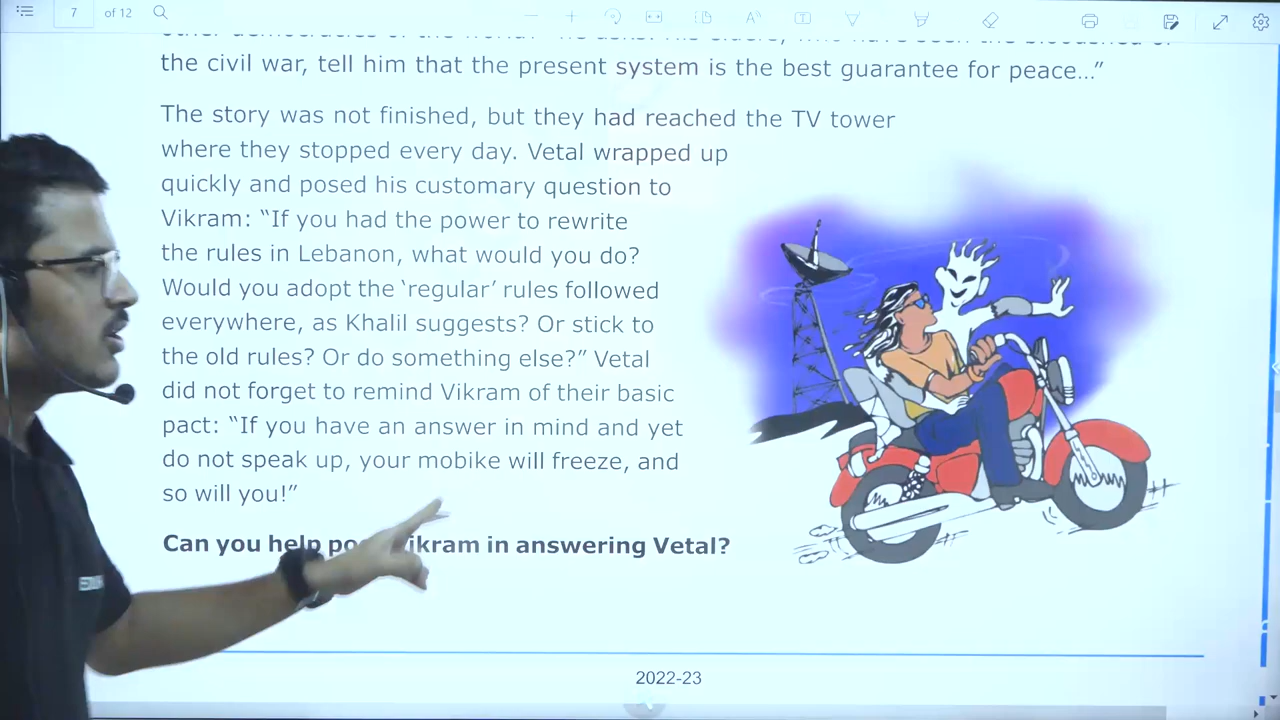 7 of 12
the civil war, tell him that the present system is the best guarantee for peace...”
The story was not finished, but they had reached the TV tower
where they stopped every day. Vetal wrapped up
quickly and posed his customary question to
Vikram: “If you had the power to rewrite
the rules in Lebanon, what would you do?
Would you adopt the ‘regular’ rules followed
everywhere, as Khalil suggests? Or stick to
the old rules? Or do something else?” Vetal
did not forget to remind Vikram of their basic
pact: “If you have an answer in mind and yet
do not speak up, your mobike will freeze, and
so will you!”
Can you help Vikram in answering Vetal?
2022-23